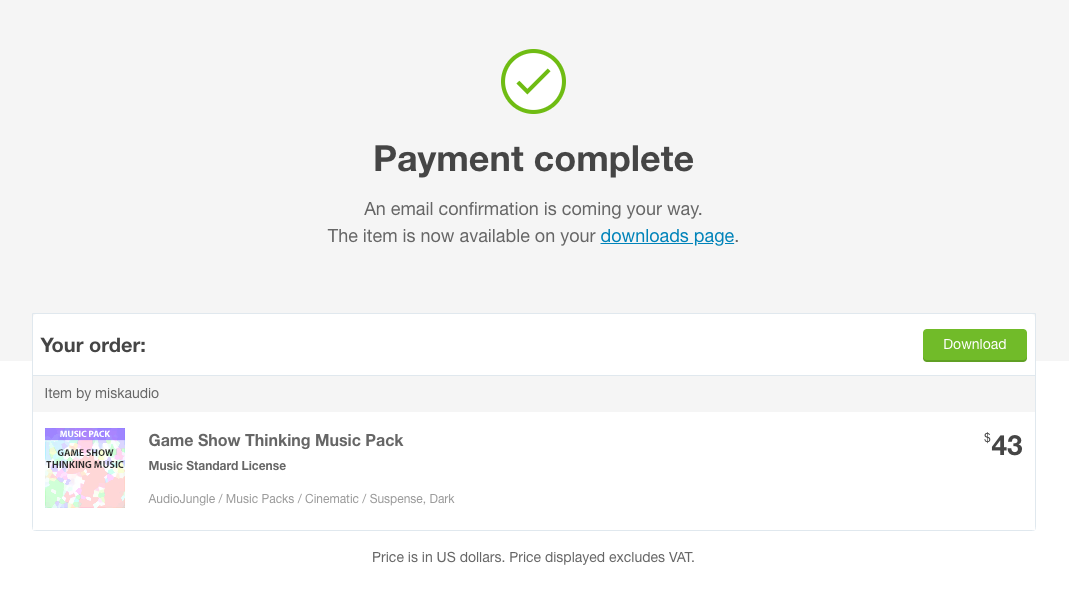 Payment complete
An email confirmation is coming your way.
The item is now available on your downloads page.
Your order:
Download
Item by miskaudio
MUSIC PACK
GAME SHOW
THINKING MUSIC
Game Show Thinking Music Pack
$43
Music Standard License
AudioJungle / Music Packs / Cinematic / Suspense, Dark
Price is in US dollars. Price displayed excludes VAT.